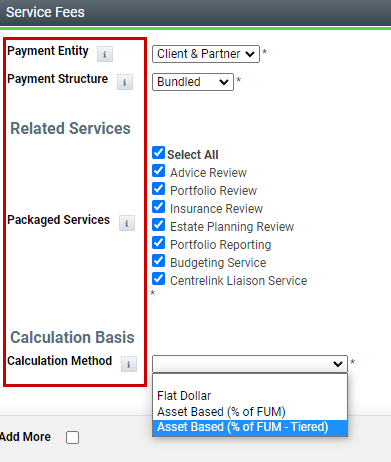 Service Fees
Payment Entity i Client & Partner *
Payment Structure i Bundled *
Related Services
Select All
Advice Review
Portfolio Review
Insurance Review
Packaged Services i Estate Planning Review
Portfolio Reporting
Budgeting Service
Centrelink Liaison Service
*
Calculation Basis
Calculation Method i *
Flat Dollar
Asset Based (% of FUM)
Asset Based (% of FUM - Tiered)
Add More